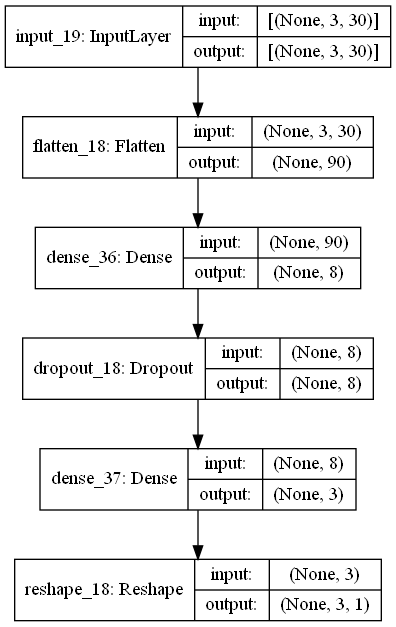 input_19: InputLayer
input:
[(None, 3, 30)]
output:
[(None, 3, 30)]
flatten_18: Flatten
input:
(None, 3, 30)
output:
(None, 90)
dense_36: Dense
input:
(None, 90)
output:
(None, 8)
dropout_18: Dropout
input:
(None, 8)
output:
(None, 8)
dense_37: Dense
input:
(None, 8)
output:
(None, 3)
reshape_18: Reshape
input:
(None, 3)
output:
(None, 3, 1)